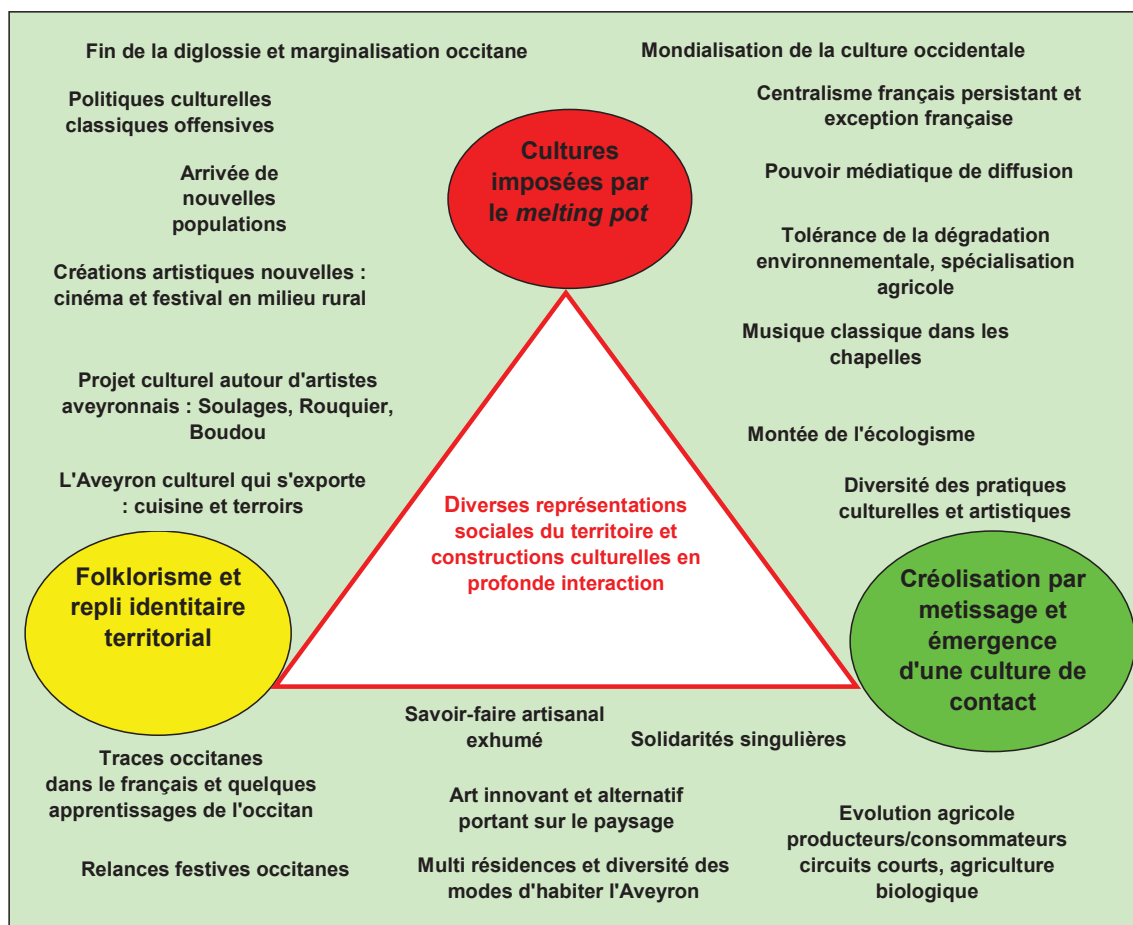 Fin de la diglossie et marginalisation occitane
Mondialisation de la culture occidentale
Politiques culturelles
classiques offensives
Centralisme français persistant et
exception française
Cultures
imposées par
le melting pot
Arrivée de
nouvelles
populations
Pouvoir médiatique de diffusion
Créations artistiques nouvelles :
cinéma et festival en milieu rural
Tolérance de la dégradation
environnementale, spécialisation
agricole
Musique classique dans les
chapelles
Projet culturel autour d'artistes
aveyronnais : Soulages, Rouquier,
Boudou
Montée de l'écologisme
L'Aveyron culturel qui s'exporte
: cuisine et terroirs
Diversité des pratiques
culturelles et artistiques
Diverses représentations
sociales du territoire et
constructions culturelles en
profonde interaction
Folklorisme et
repli identitaire
territorial
Créolisation par
metissage et
émergence
d'une culture de
contact
Savoir-faire artisanal
exhumé
Solidarités singulières
Traces occitanes
dans le français et quelques
apprentissages de l'occitan
Art innovant et alternatif
portant sur le paysage
Evolution agricole
producteurs/consommateurs
circuits courts, agriculture
biologique
Relances festives occitanes
Multi résidences et diversité des
modes d'habiter l'Aveyron